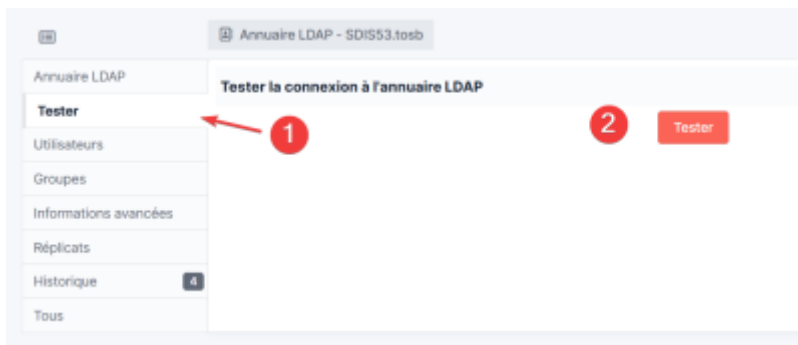 Annuaire LDAP - SDIS53.tosb
Annuaire LDAP
Tester la connexion à l'annuaire LDAP
Tester
1
2
Tester
Utilisateurs
Groupes
Informations avancées
Réplicats
Historique 4
Tous